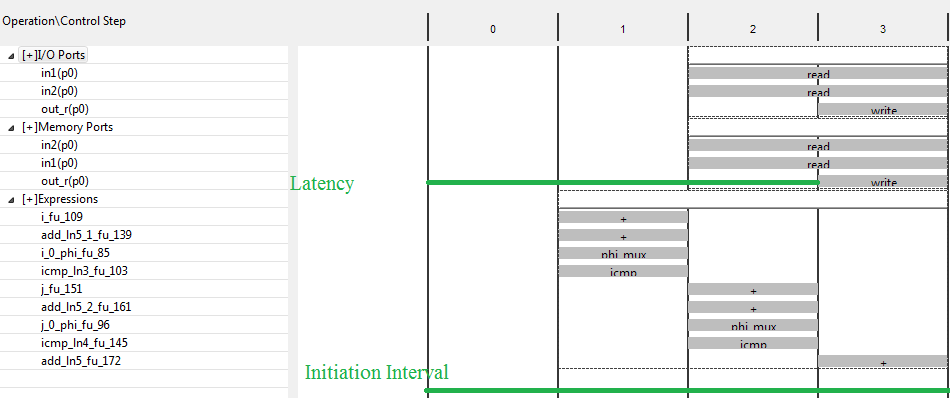 Operation\Control Step 0 1 2 3
[+]I/O Ports
in1(p0) read
in2(p0) read
out_r(p0) write
[+]Memory Ports
in2(p0) read
in1(p0) read
out_r(p0) Latency write
[+]Expressions
i_fu_109 +
add_ln5_1_fu_139 +
i_0_phi_fu_85 phi_mux
icmp_ln3_fu_103 icmp
j_fu_151 +
add_ln5_2_fu_161 +
j_0_phi_fu_96 phi_mux
icmp_ln4_fu_145 icmp
add_ln5_fu_172 +
Initiation Interval